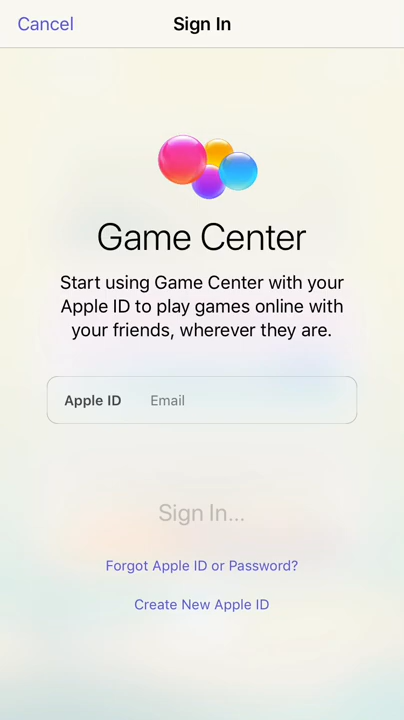 Cancel
Sign In
Game Center
Start using Game Center with your
Apple ID to play games online with
your friends, wherever they are.
Apple ID Email
Sign In...
Forgot Apple ID or Password?
Create New Apple ID